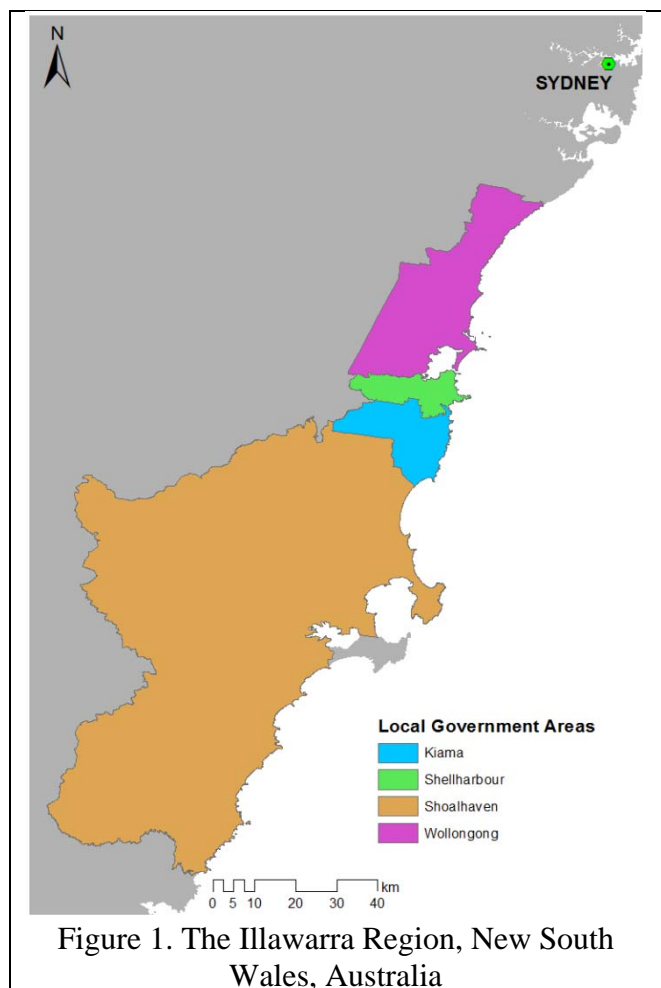 N
SYDNEY
Local Government Areas
Kiama
Shellharbour
Shoalhaven
Wollongong
km
0 5 10 20 30 40
Figure 1. The Illawarra Region, New South
Wales, Australia